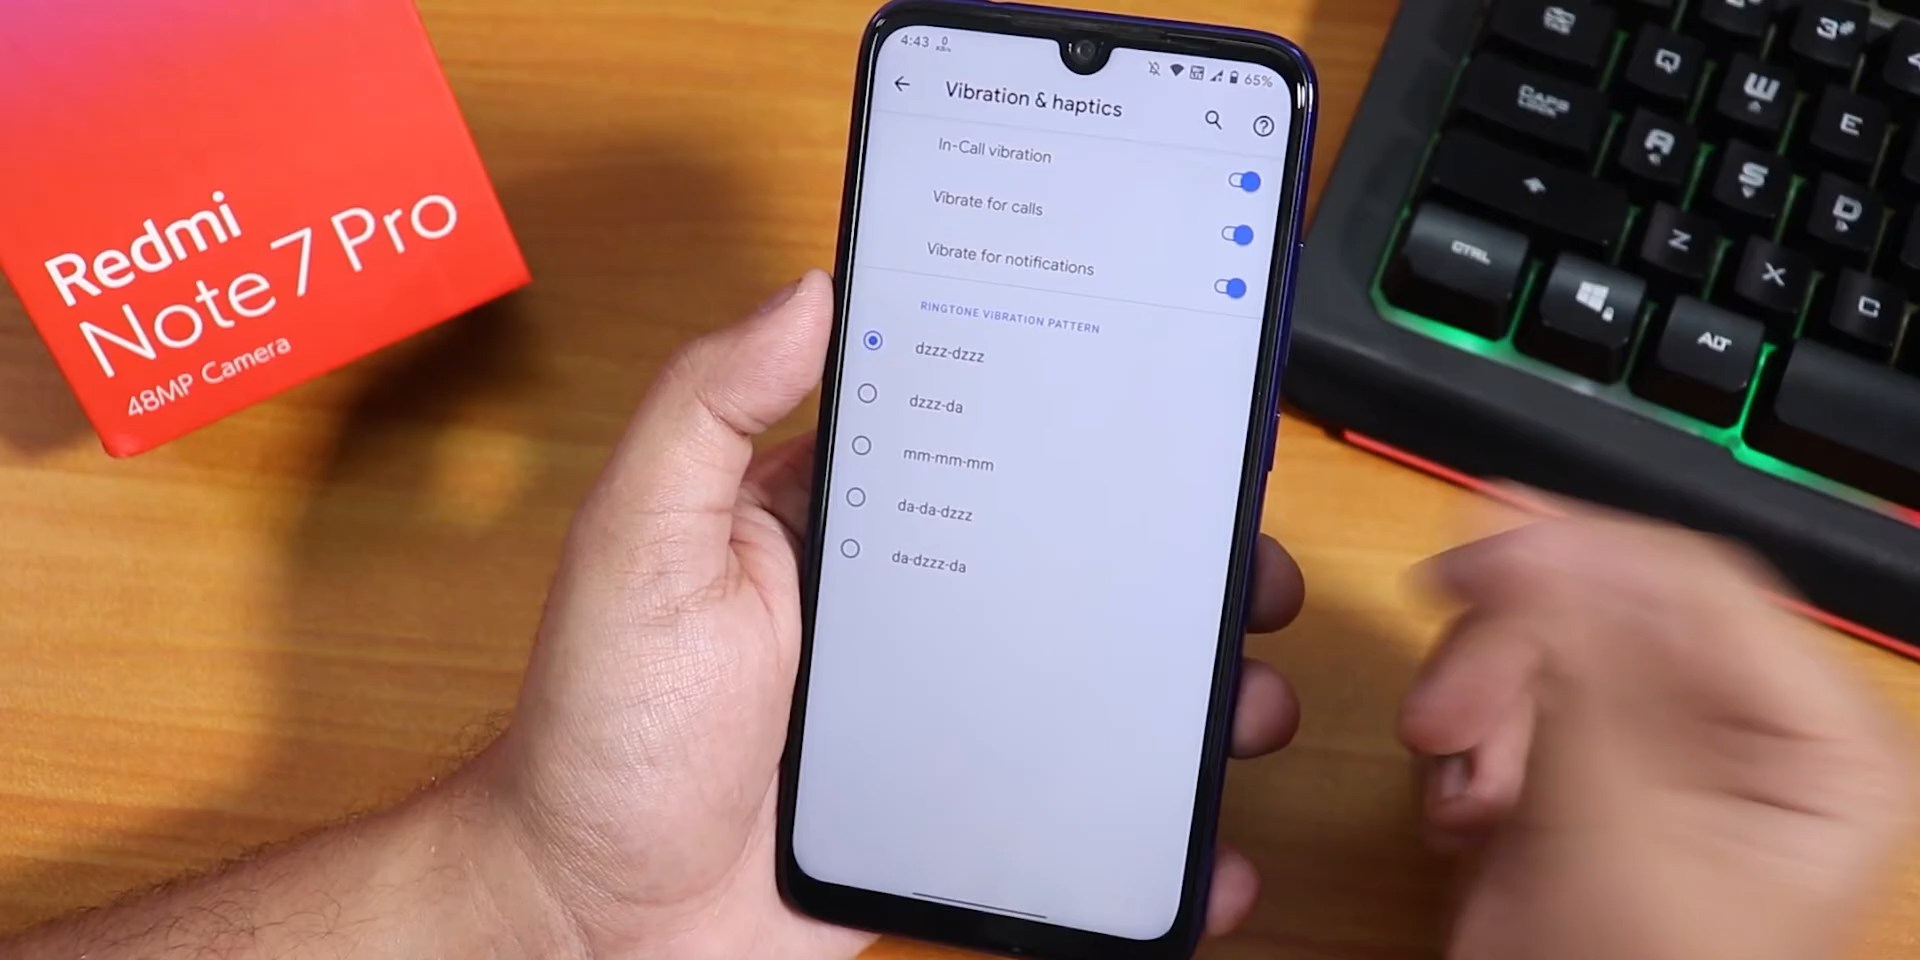 Redmi
Note 7 Pro
48MP Camera
4:43
65%
Vibration & haptics
In-Call vibration
Vibrate for calls
Vibrate for notifications
RINGTONE VIBRATION PATTERN
dzzz-dzzz
dzzz-da
mm-mm-mm
da-da-dzzz
da-dzzz-da
3#
Q
W
E
CAPS
LOCK
A
S
D
CTRL
Z
X
C
ALT